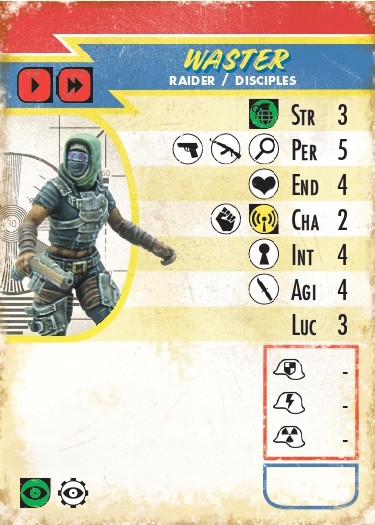 WASTER
RAIDER / DISCIPLES
STR 3
PER 5
END 4
CHA 2
INT 4
AGI 4
LUC 3
-
-
-